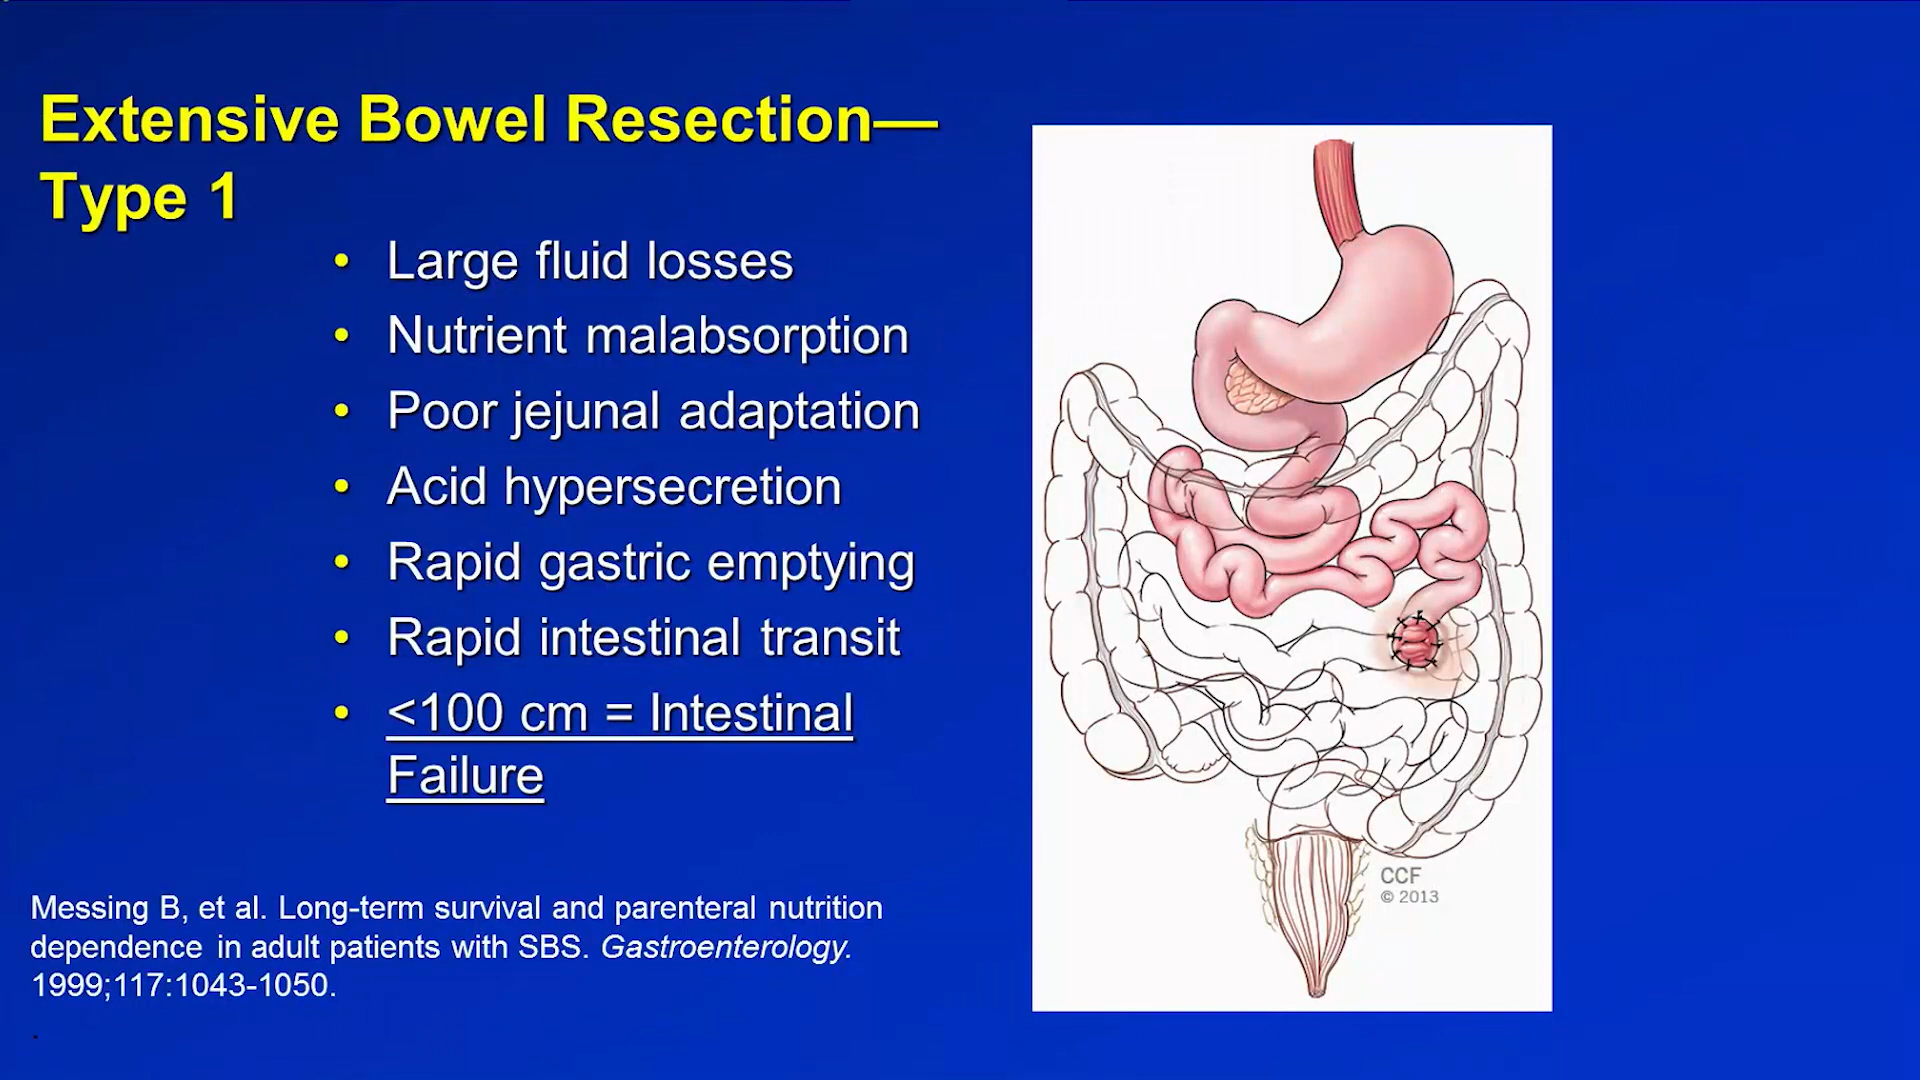 Extensive Bowel Resection—
Type 1
• Large fluid losses
• Nutrient malabsorption
• Poor jejunal adaptation
• Acid hypersecretion
• Rapid gastric emptying
• Rapid intestinal transit
• <100 cm = Intestinal
Failure
Messing B, et al. Long-term survival and parenteral nutrition
dependence in adult patients with SBS. Gastroenterology.
1999;117:1043-1050.
.
CCF
© 2013